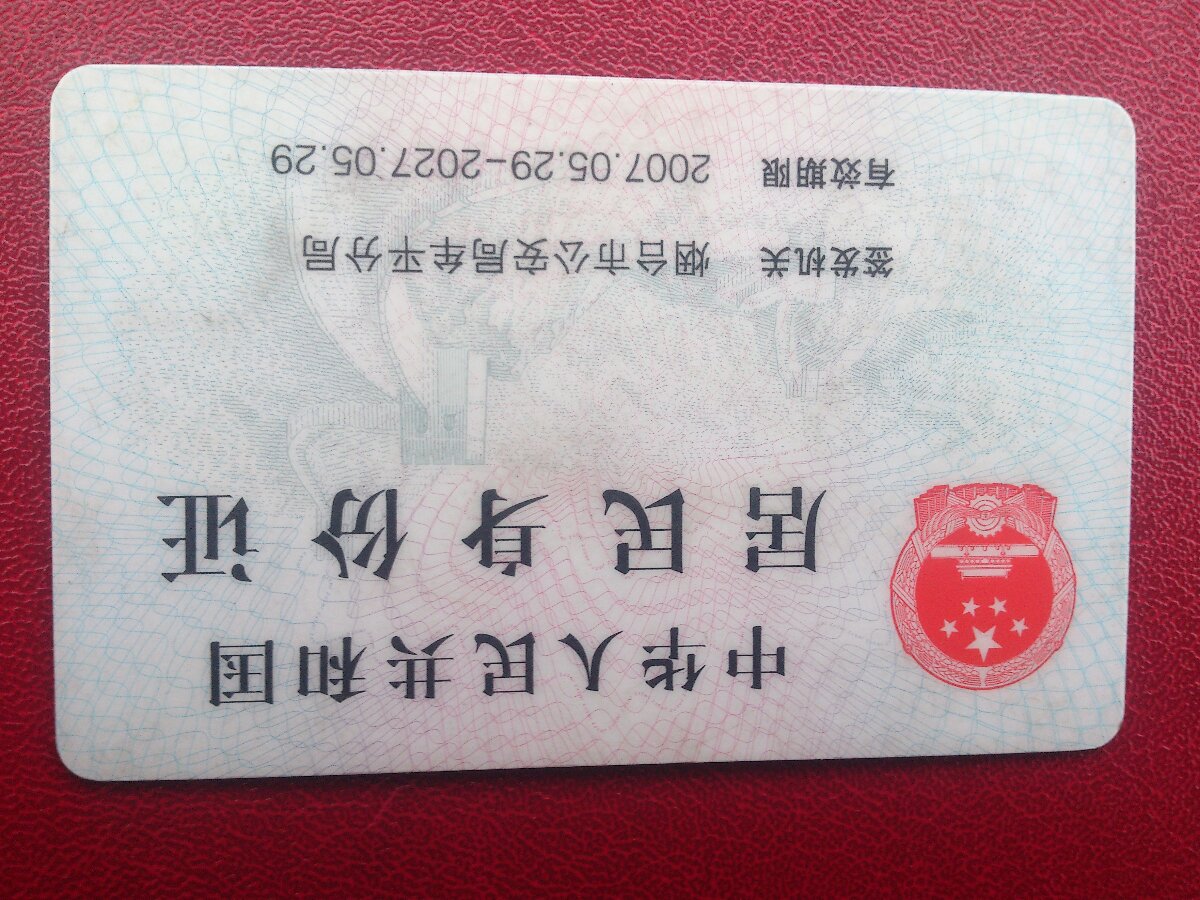 中华人民共和国
居民身份证
签发机关 烟台市公安局牟平分局
有效期限 2007.05.29-2027.05.29